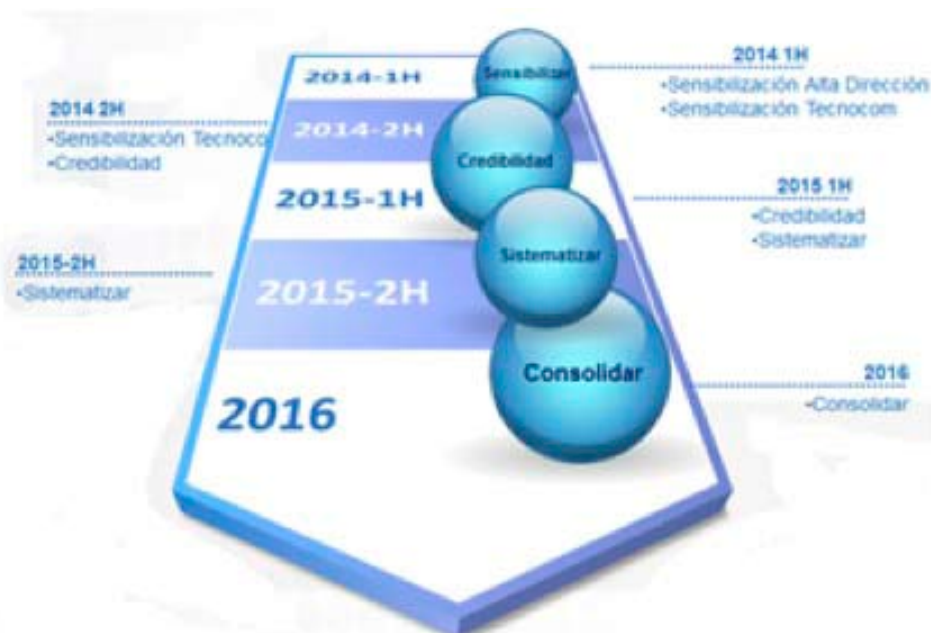 2014-1H
Sensibilizar
2014 1H
•Sensibilización Alta Dirección
•Sensibilización Tecnocom
2014 2H
•Sensibilización Tecnoco
•Credibilidad
2014-2H
Credibilidad
2015-1H
2015 1H
•Credibilidad
•Sistematizar
2015-2H
•Sistematizar
Sistematizar
2015-2H
Consolidar
2016
•Consolidar
2016